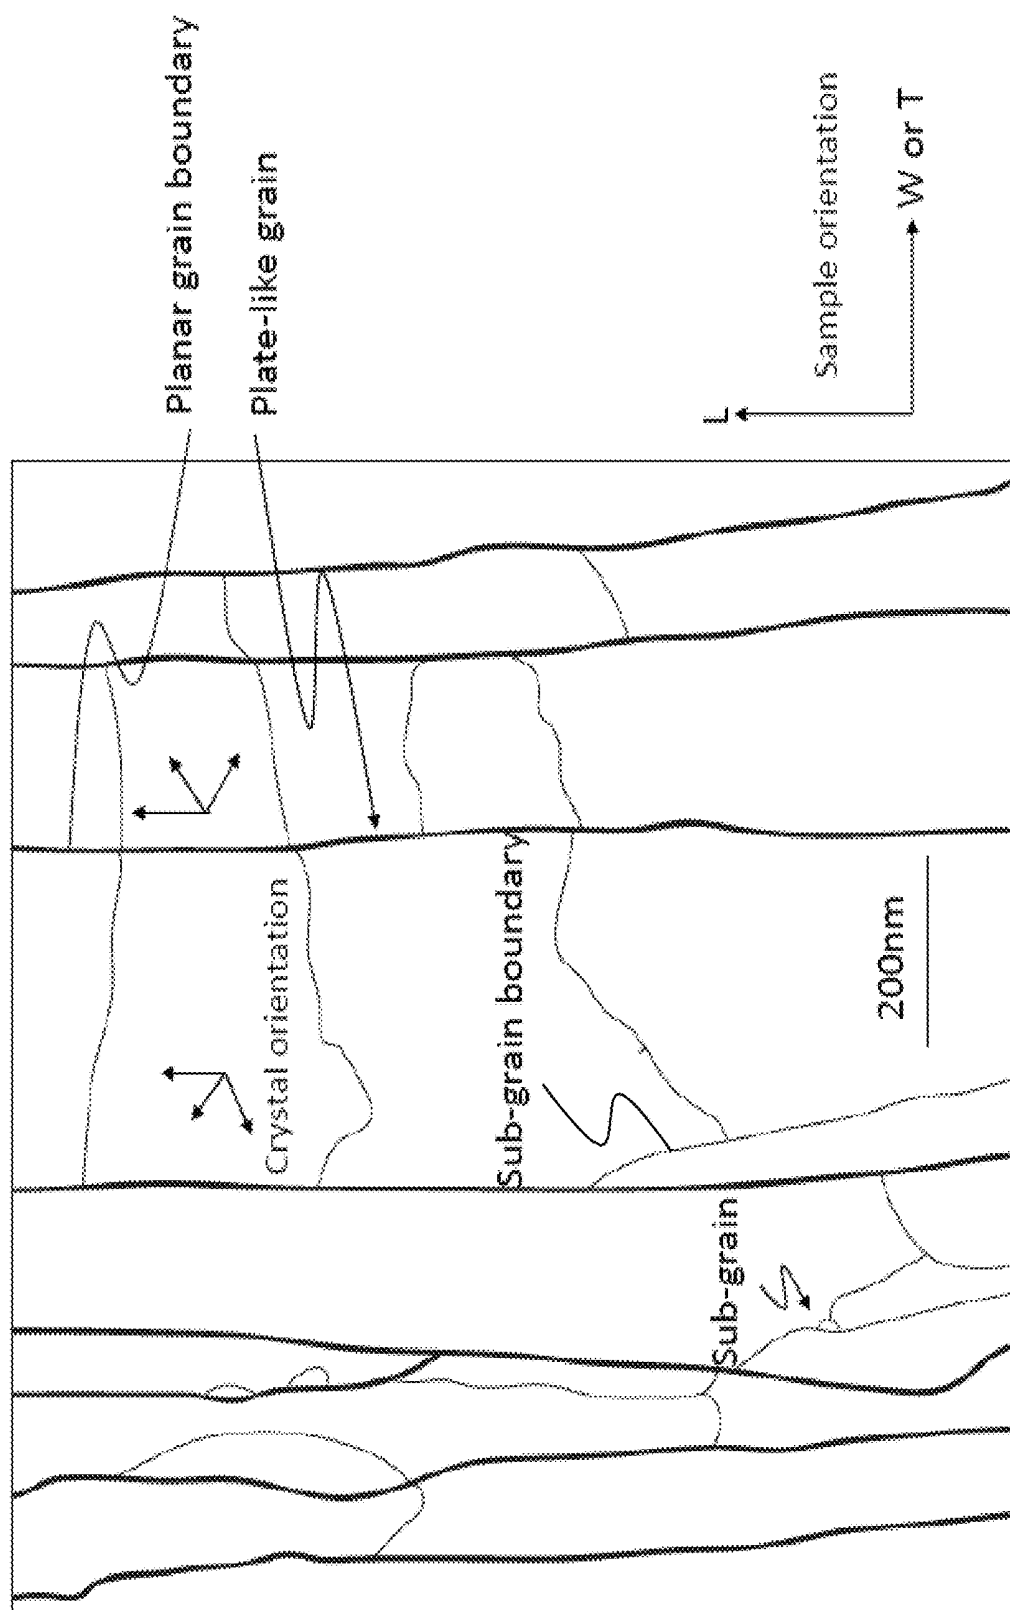 Planar grain boundary
Plate-like grain
Crystal orientation
Sub-grain boundary
Sub-grain
200nm
Sample orientation
L
W or T